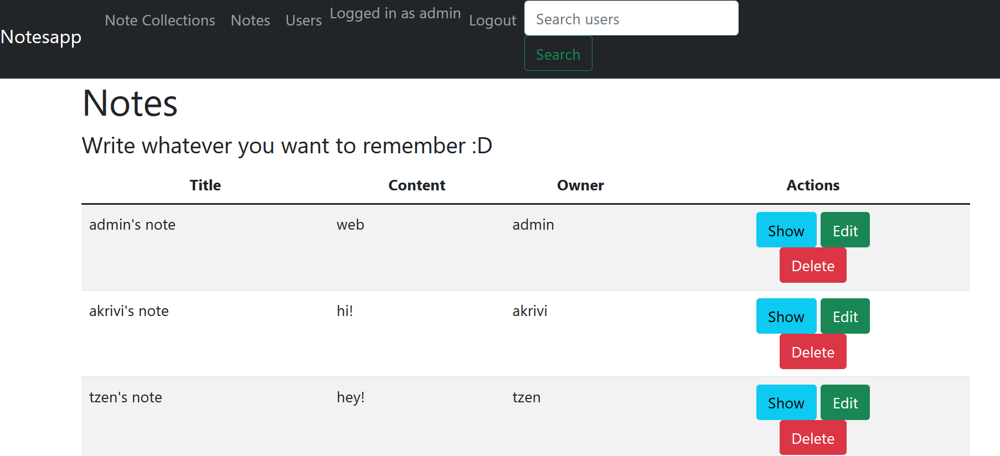 Notesapp Note Collections Notes Users Logged in as admin Logout Search users
Search
Notes
Write whatever you want to remember :D
Title Content Owner Actions
admin's note web admin Show Edit
Delete
akrivi's note hi! akrivi Show Edit
Delete
tzen's note hey! tzen Show Edit
Delete